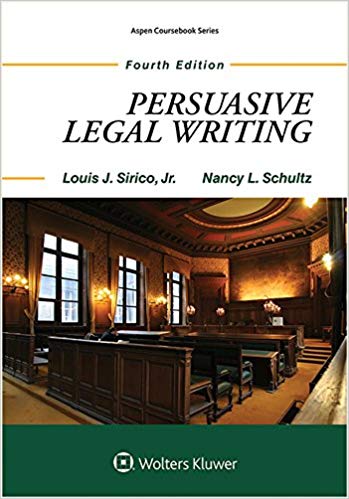 Aspen Coursebook Series
Fourth Edition
PERSUASIVE
LEGAL WRITING
Louis J. Sirico, Jr. Nancy L. Schultz
Wolters Kluwer